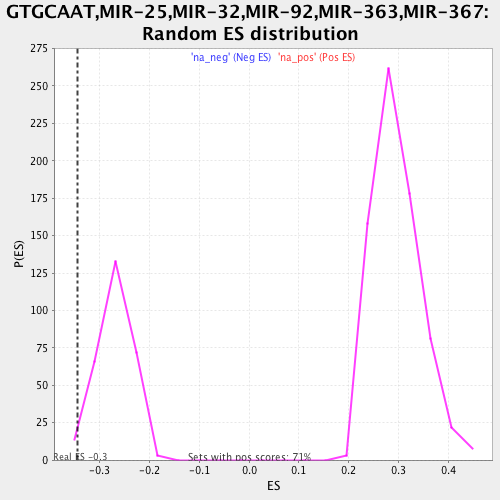 GTGCAAT,MIR-25,MIR-32,MIR-92,MIR-363,MIR-367:
Random ES distribution
'na_neg' (Neg ES) 'na_pos' (Pos ES)
275
250
225
200
175
150
125
100
75
50
25
0
P(ES)
Real ES -0.3
Sets with pos scores: 71%
-0.3 -0.2 -0.1 0.0 0.1 0.2 0.3 0.4
ES